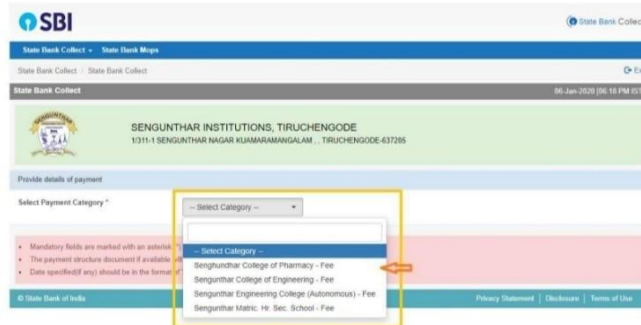 SBI
State Bank Collec
State Bank Collect State Bank Mops
State Bank Collect / State Bank Collect
Ex
State Bank Collect
06-Jan-2020 [06:18 PM IST
SENGUNTHAR INSTITUTIONS, TIRUCHENGODE
1/311-1 SENGUNTHAR NAGAR KUAMARAMANGALAM , , TIRUCHENGODE-637205
Provide details of payment
Select Payment Category *
-- Select Category --
-- Select Category --
Senghundhar College of Pharmacy - Fee
Sengunthar College of Engineering - Fee
Sengunthar Engineering College (Autonomous) - Fee
Sengunthar Matric. Hr. Sec. School - Fee
Mandatory fields are marked with an asterisk (*)
The payment structure document if available will
Date specified(if any) should be in the format of
© State Bank of India
Privacy Statement | Disclosure | Terms of Use